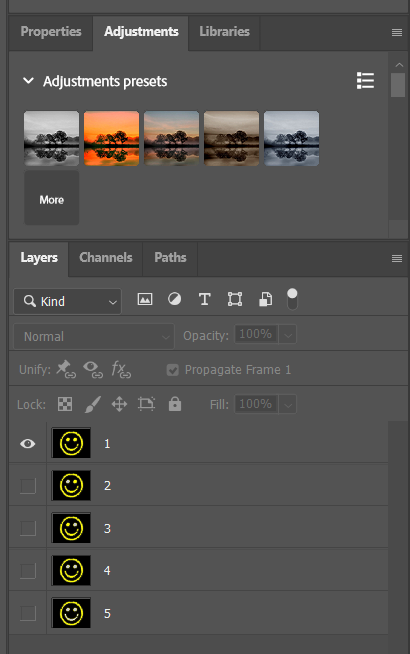 Properties Adjustments Libraries
Adjustments presets
More
Layers Channels Paths
Kind T
Normal Opacity: 100%
Unify: fx Propagate Frame 1
Lock: Fill: 100%
1
2
3
4
5